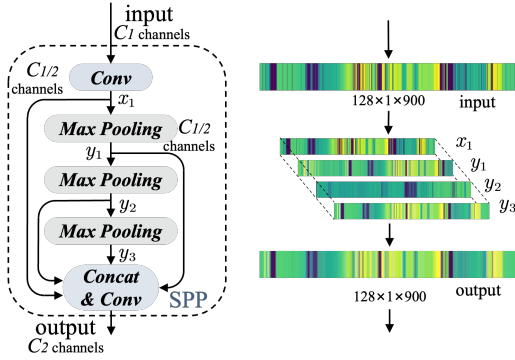 input
C1 channels
C1/2
channels
Conv
x1
Max Pooling
C1/2
channels
y1
Max Pooling
y2
Max Pooling
y3
Concat
& Conv
SPP
output
C2 channels
128×1×900
input
x1
y1
y2
y3
128×1×900
output